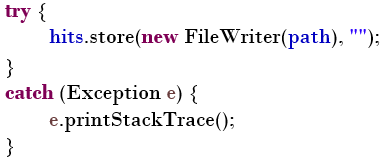 try {
hits.store(new FileWriter(path), "");
}
catch (Exception e) {
e.printStackTrace();
}